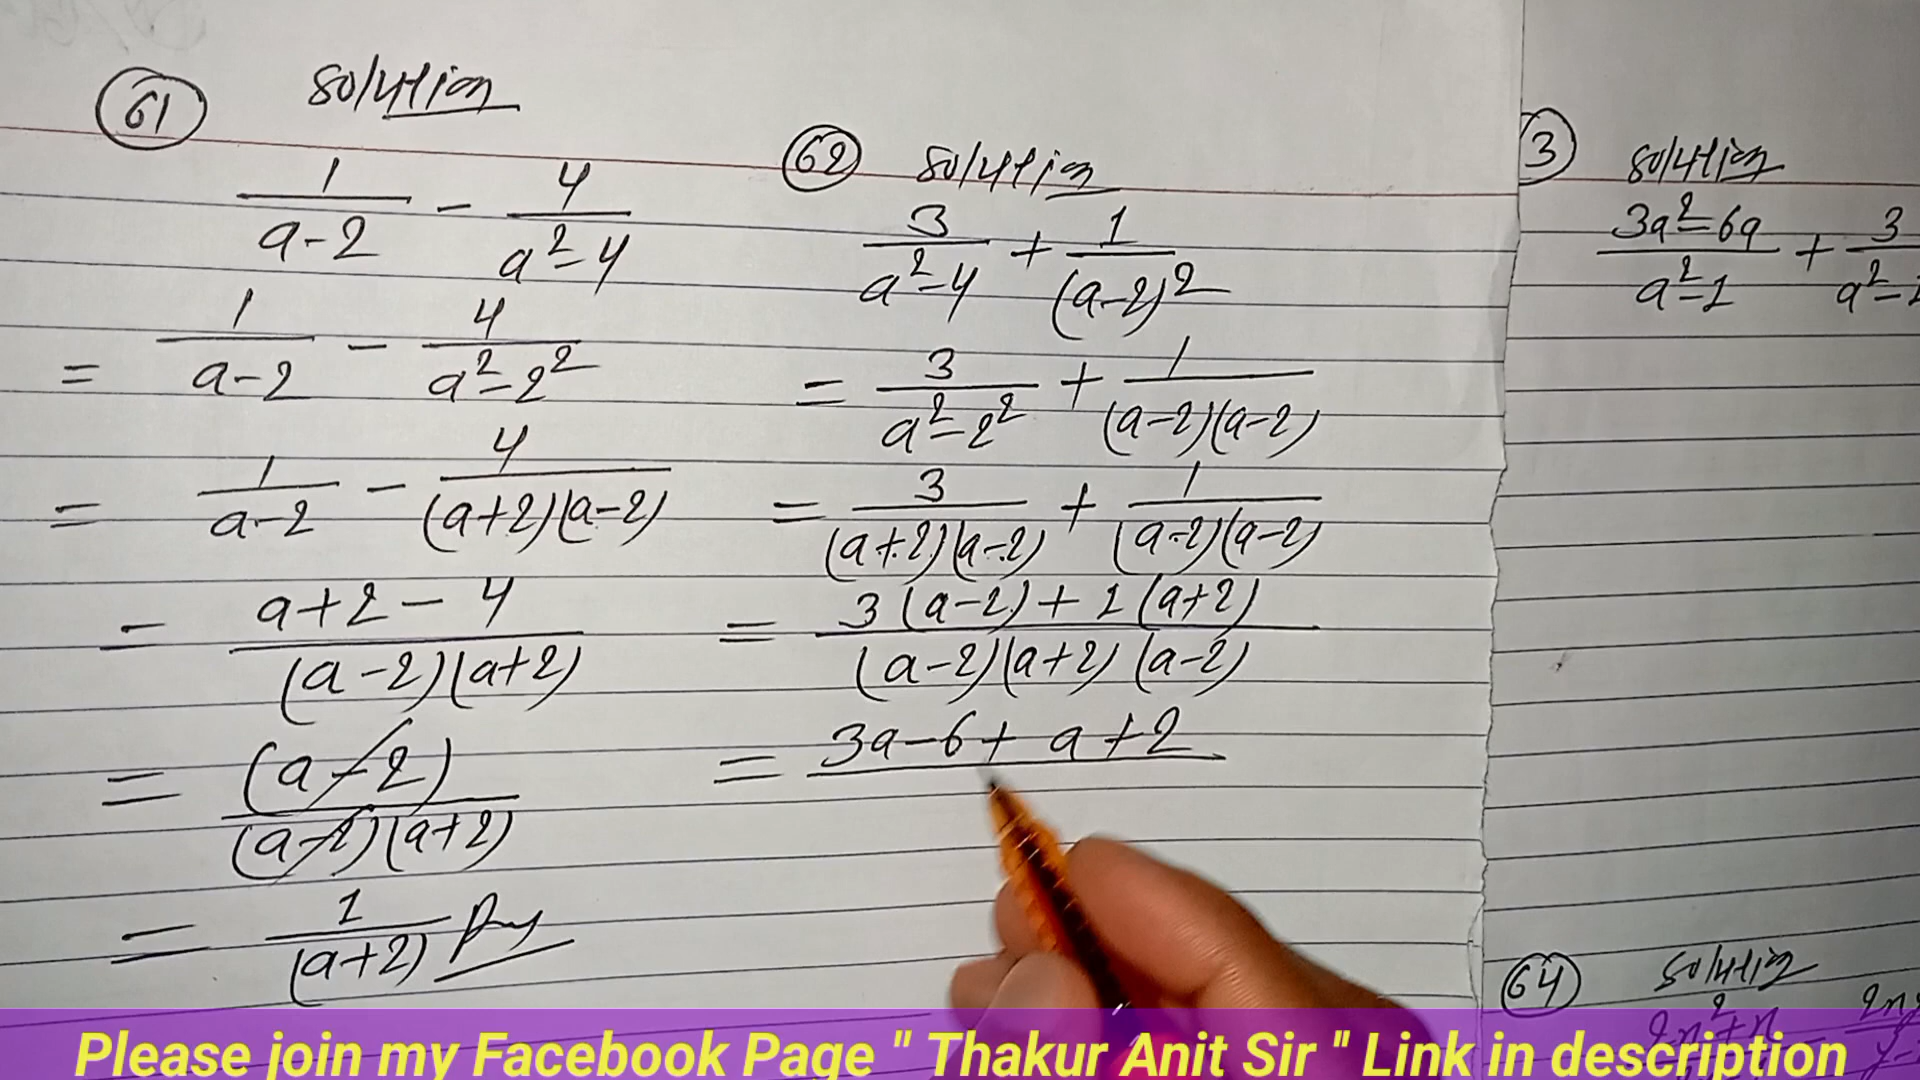 61 solution
1/(a-2) - 4/(a²-4)
= 1/(a-2) - 4/(a²-2²)
= 1/(a-2) - 4/((a+2)(a-2))
= (a+2-4)/((a-2)(a+2))
= (a-2)/((a-2)(a+2))
= 1/(a+2)
62 solution
3/(a²-4) + 1/(a-2)²
= 3/(a²-2²) + 1/((a-2)(a-2))
= 3/((a+2)(a-2)) + 1/((a-2)(a-2))
= (3(a-2)+1(a+2))/((a-2)(a+2)(a-2))
= 3a-6+a+2
3 solution
(3a²-6a)/(a²-1) + 3/(a²-1
64 solution
Please join my Facebook Page " Thakur Anit Sir " Link in description